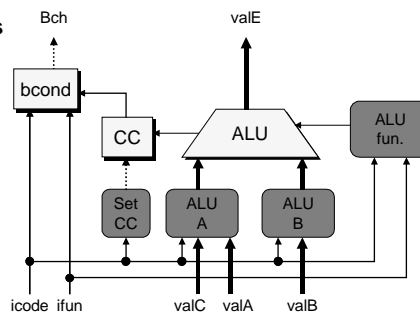 s
Bch
valE
bcond
CC
ALU
ALU
fun.
Set
CC
ALU
A
ALU
B
icode ifun
valC valA valB